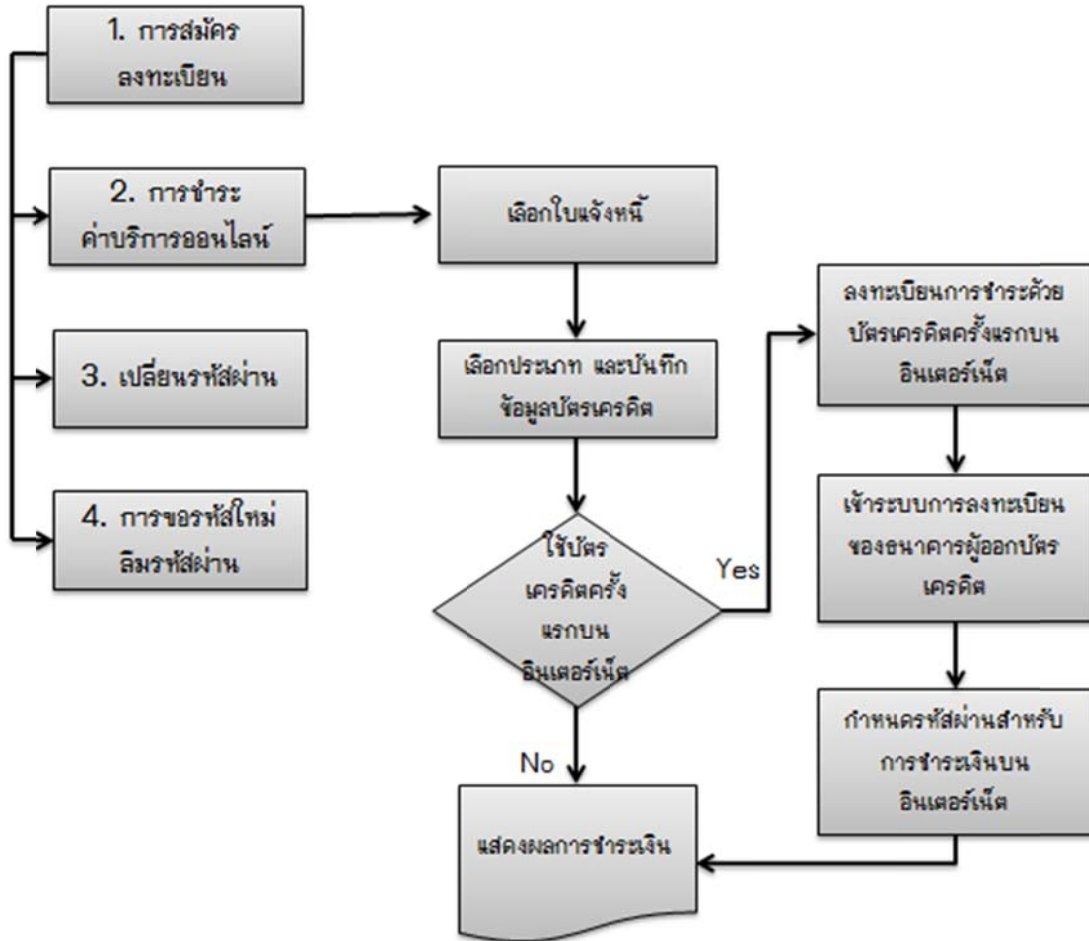 1. การสมัคร
ลงทะเบียน
2. การชำระ
ค่าบริการออนไลน์
3. เปลี่ยนรหัสผ่าน
4. การขอรหัสใหม่
ลืมรหัสผ่าน
เลือกใบแจ้งหนี้
เลือกประเภท และบันทึก
ข้อมูลบัตรเครดิต
ใช้บัตร
เครดิตครั้ง
แรกบน
อินเตอร์เน็ต
Yes
No
ลงทะเบียนการชำระด้วย
บัตรเครดิตครั้งแรกบน
อินเตอร์เน็ต
เข้าระบบการลงทะเบียน
ของธนาคารผู้ออกบัตร
เครดิต
กำหนดรหัสผ่านสำหรับ
การชำระเงินบน
อินเตอร์เน็ต
แสดงผลการชำระเงิน